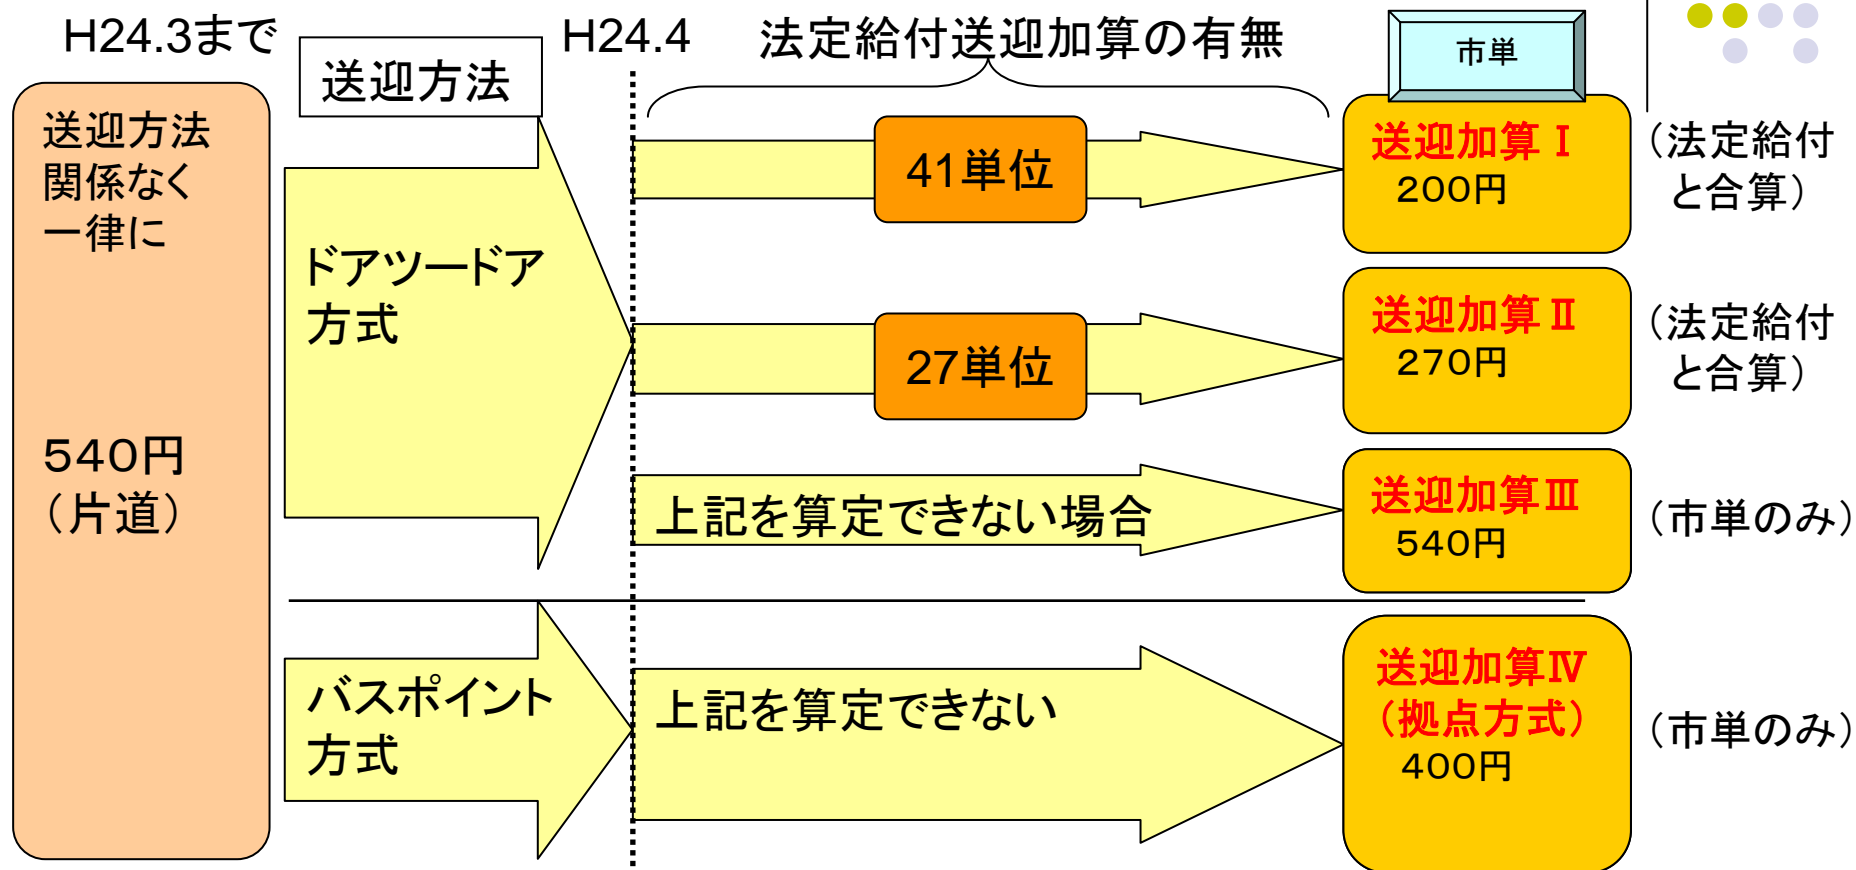 H24.3まで
送迎方法
H24.4
法定給付送迎加算の有無
市単
送迎方法
関係なく
一律に
540円
（片道）
ドアツードア
方式
41単位
送迎加算Ⅰ
200円
（法定給付
と合算）
27単位
送迎加算Ⅱ
270円
（法定給付
と合算）
上記を算定できない場合
送迎加算Ⅲ
540円
（市単のみ）
バスポイント
方式
上記を算定できない
送迎加算Ⅳ
（拠点方式）
400円
（市単のみ）